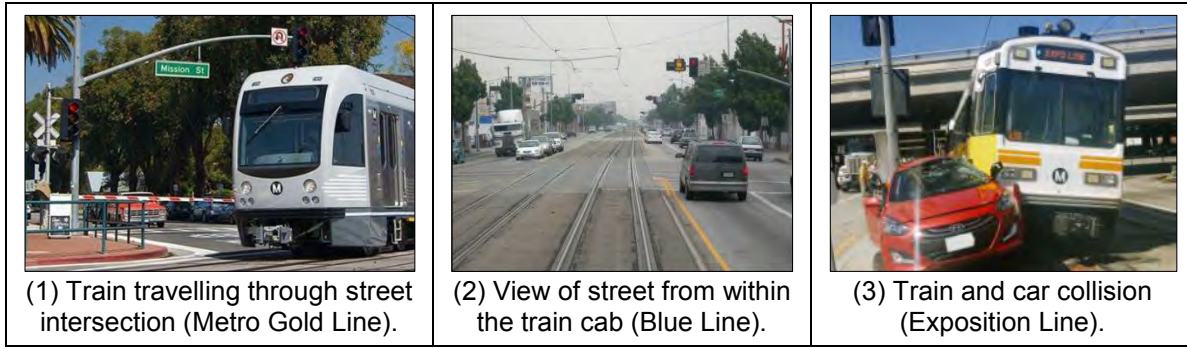 Mission St
M
EXPO LINE
M
(1) Train travelling through street
intersection (Metro Gold Line).
(2) View of street from within
the train cab (Blue Line).
(3) Train and car collision
(Exposition Line).